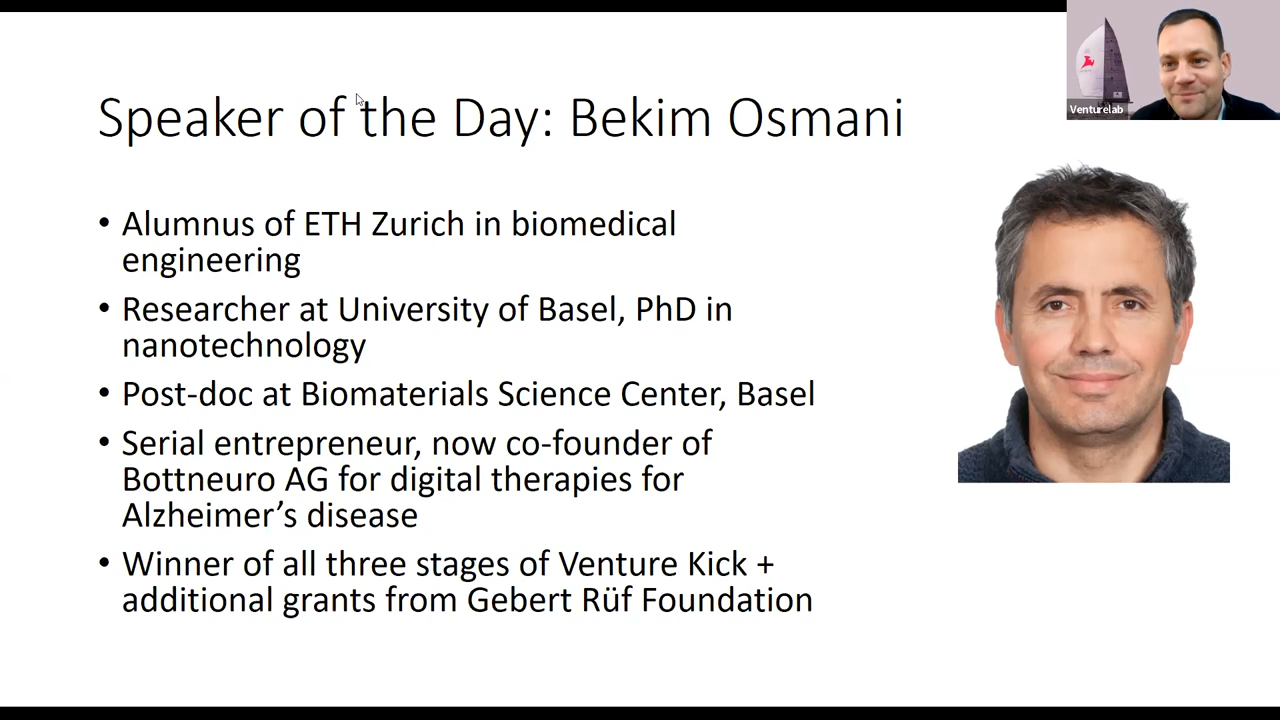 Venturelab
Speaker of the Day: Bekim Osmani
• Alumnus of ETH Zurich in biomedical
engineering
• Researcher at University of Basel, PhD in
nanotechnology
• Post-doc at Biomaterials Science Center, Basel
• Serial entrepreneur, now co-founder of
Bottneuro AG for digital therapies for
Alzheimer’s disease
• Winner of all three stages of Venture Kick +
additional grants from Gebert Rüf Foundation